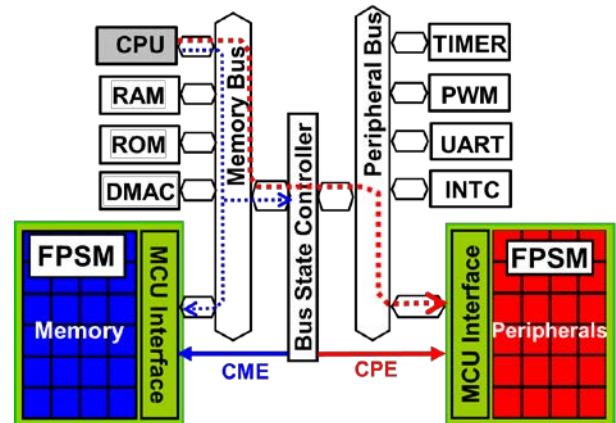 CPU
RAM
ROM
DMAC
Memory Bus
Bus State Controller
Peripheral Bus
TIMER
PWM
UART
INTC
FPSM
Memory
MCU Interface
CME
CPE
MCU Interface
FPSM
Peripherals